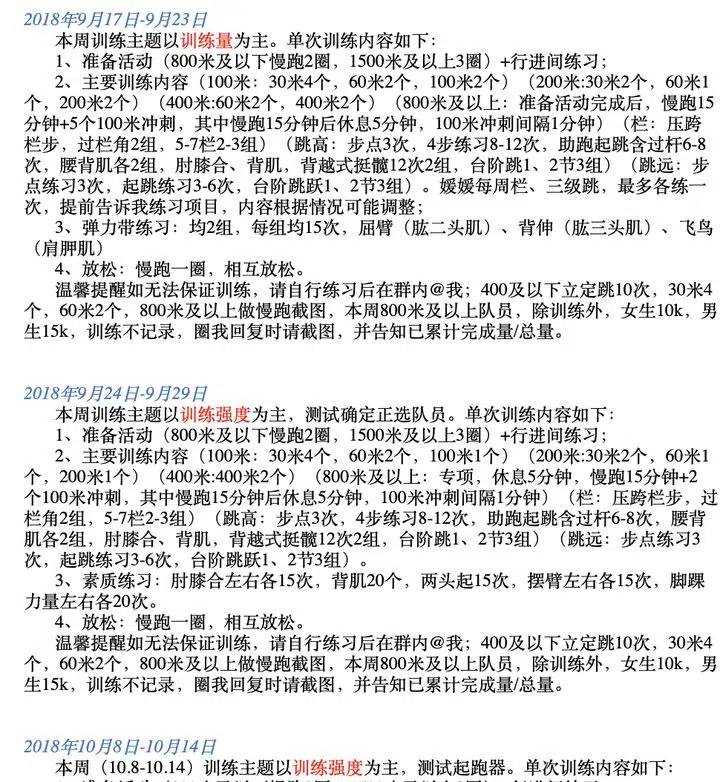 2018年9月17日-9月23日
本周训练主题以训练量为主。单次训练内容如下：
1、准备活动（800米及以下慢跑2圈，1500米及以上3圈）+行进间练习；
2、主要训练内容（100米：30米4个，60米2个，100米2个）（200米:30米2个，60米1
个，200米2个）（400米:60米2个，400米2个）（800米及以上：准备活动完成后，慢跑15
分钟+5个100米冲刺，其中慢跑15分钟后休息5分钟，100米冲刺间隔1分钟）（栏：压跨
栏步，过栏角2组，5-7栏2-3组）（跳高：步点3次，4步练习8-12次，助跑起跳含过杆6-8
次，腰背肌各2组，肘膝合、背肌，背越式挺髋12次2组，台阶跳1、2节3组）（跳远：步
点练习3次，起跳练习3-6次，台阶跳跃1、2节3组）。媛媛每周栏、三级跳，最多各练一
次，提前告诉我练习项目，内容根据情况可能调整；
3、弹力带练习：均2组，每组均15次，屈臂（肱二头肌）、背伸（肱三头肌）、飞鸟
（肩胛肌）
4、放松：慢跑一圈，相互放松。
温馨提醒如无法保证训练，请自行练习后在群内@我；400及以下立定跳10次，30米4
个，60米2个，800米及以上做慢跑截图，本周800米及以上队员，除训练外，女生10k，男
生15k，训练不记录，圈我回复时请截图，并告知已累计完成量/总量。
2018年9月24日-9月29日
本周训练主题以训练强度为主，测试确定正选队员。单次训练内容如下：
1、准备活动（800米及以下慢跑2圈，1500米及以上3圈）+行进间练习；
2、主要训练内容（100米：30米4个，60米2个，100米1个）（200米:30米2个，60米1
个，200米1个）（400米:400米2个）（800米及以上：专项，休息5分钟，慢跑15分钟+2
个100米冲刺，其中慢跑15分钟后休息5分钟，100米冲刺间隔1分钟）（栏：压跨栏步，过
栏角2组，5-7栏2-3组）（跳高：步点3次，4步练习8-12次，助跑起跳含过杆6-8次，腰背
肌各2组，肘膝合、背肌，背越式挺髋12次2组，台阶跳1、2节3组）（跳远：步点练习3
次，起跳练习3-6次，台阶跳跃1、2节3组）。
3、素质练习：肘膝合左右各15次，背肌20个，两头起15次，摆臂左右各15次，脚踝
力量左右各20次。
4、放松：慢跑一圈，相互放松。
温馨提醒如无法保证训练，请自行练习后在群内@我；400及以下立定跳10次，30米4
个，60米2个，800米及以上做慢跑截图，本周800米及以上队员，除训练外，女生10k，男
生15k，训练不记录，圈我回复时请截图，并告知已累计完成量/总量。
2018年10月8日-10月14日
本周（10.8-10.14）训练主题以训练强度为主，测试起跑器。单次训练内容如下：